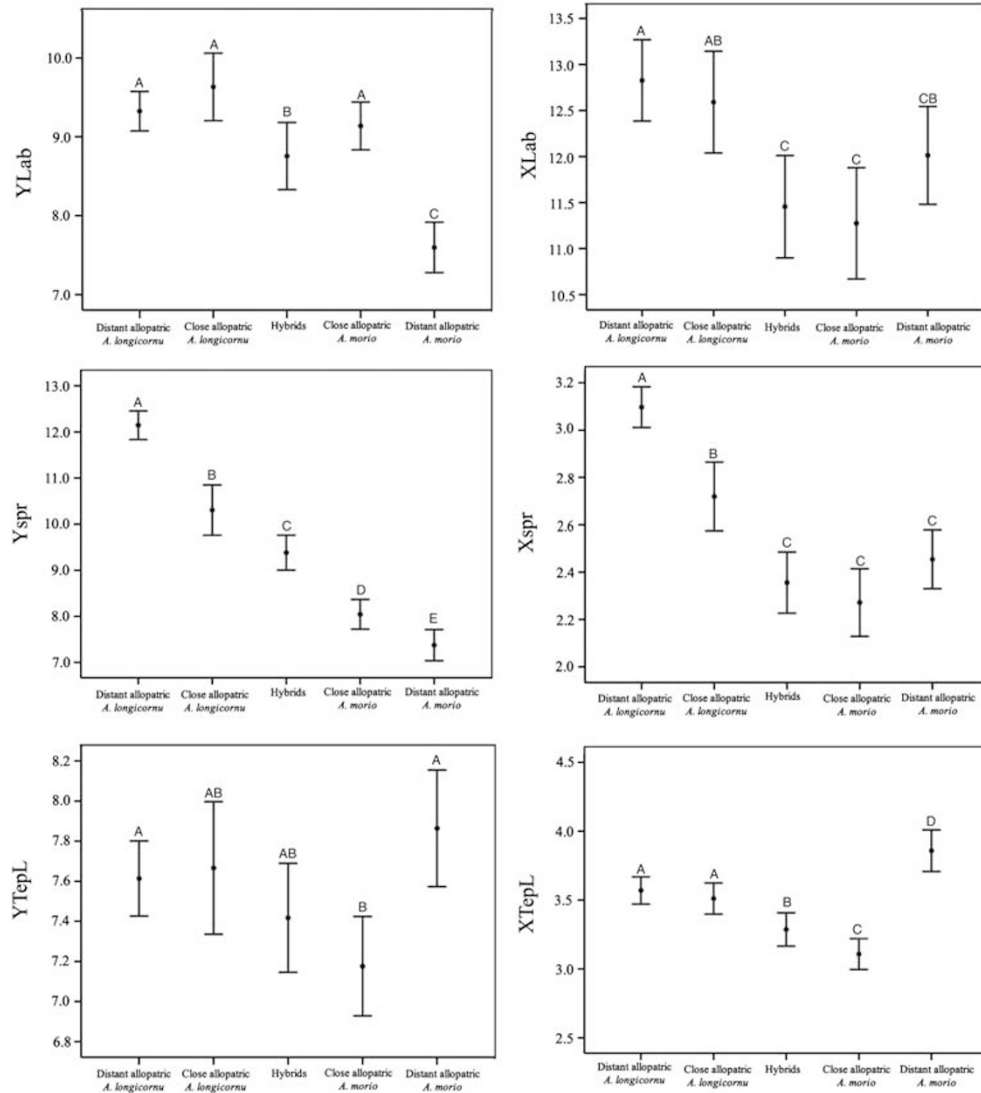 A
A
B
A
C
10.0
9.0
8.0
7.0
YLab
Distant allopatric Close allopatric Hybrids Close allopatric Distant allopatric
A. longicornu A. longicornu A. morio A. morio
A
AB
C
C
CB
13.5
13.0
12.5
12.0
11.5
11.0
10.5
XLab
Distant allopatric Close allopatric Hybrids Close allopatric Distant allopatric
A. longicornu A. longicornu A. morio A. morio
A
B
C
D
E
13.0
12.0
11.0
10.0
9.0
8.0
7.0
Yspr
Distant allopatric Close allopatric Hybrids Close allopatric Distant allopatric
A. longicornu A. longicornu A. morio A. morio
A
B
C
C
C
3.2
3.0
2.8
2.6
2.4
2.2
2.0
Xspr
Distant allopatric Close allopatric Hybrids Close allopatric Distant allopatric
A. longicornu A. longicornu A. morio A. morio
A
AB
AB
B
A
8.2
8.0
7.8
7.6
7.4
7.2
7.0
6.8
YTepL
Distant allopatric Close allopatric Hybrids Close allopatric Distant allopatric
A. longicornu A. longicornu A. morio A. morio
A
A
B
C
D
4.5
4.0
3.5
3.0
2.5
XTepL
Distant allopatric Close allopatric Hybrids Close allopatric Distant allopatric
A. longicornu A. longicornu A. morio A. morio